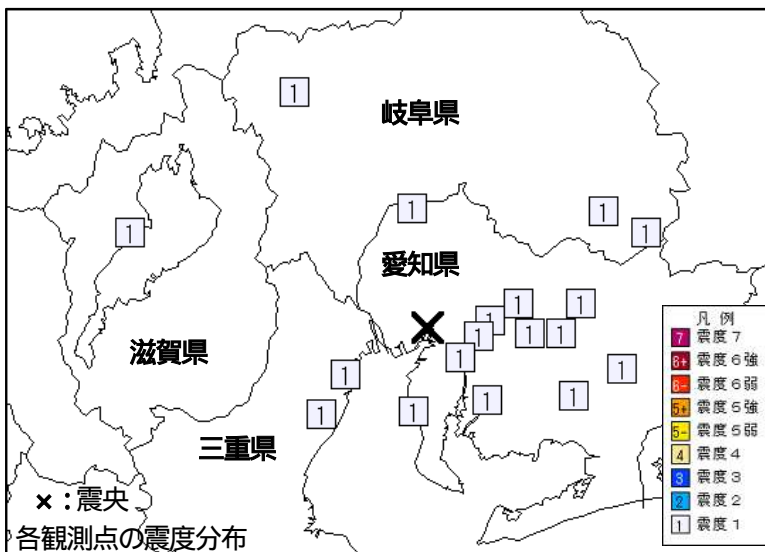 1
岐阜県
1
1
1
1
愛知県
1
1
1
1
1
1
1
滋賀県
1
1
1
1
1
1
1
三重県
×：震央
各観測点の震度分布
凡 例
7 震度７
6+ 震度６強
6- 震度６弱
5+ 震度５強
5- 震度５弱
4 震度４
3 震度３
2 震度２
1 震度１